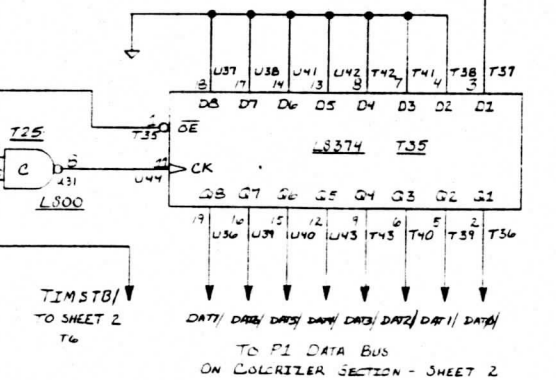 U37 U38 U41 U42 T42 T41 T38 T37
18 17 14 13 8 7 4 3
D8 D7 D6 D5 D4 D3 D2 D1
1
T35 OE
LS374 T35
T25
C 8
U31
LS00
11
U44
CK
Q8 Q7 Q6 Q5 Q4 Q3 Q2 Q1
19 16 15 12 9 6 5 2
U36 U39 U40 U43 T43 T40 T39 T36
TIMSTB/
TO SHEET 2
T6
DAT7/ DAT6/ DAT5/ DAT4/ DAT3/ DAT2/ DAT1/ DAT0/
TO P1 DATA BUS
ON COLORIZER SECTION - SHEET 2